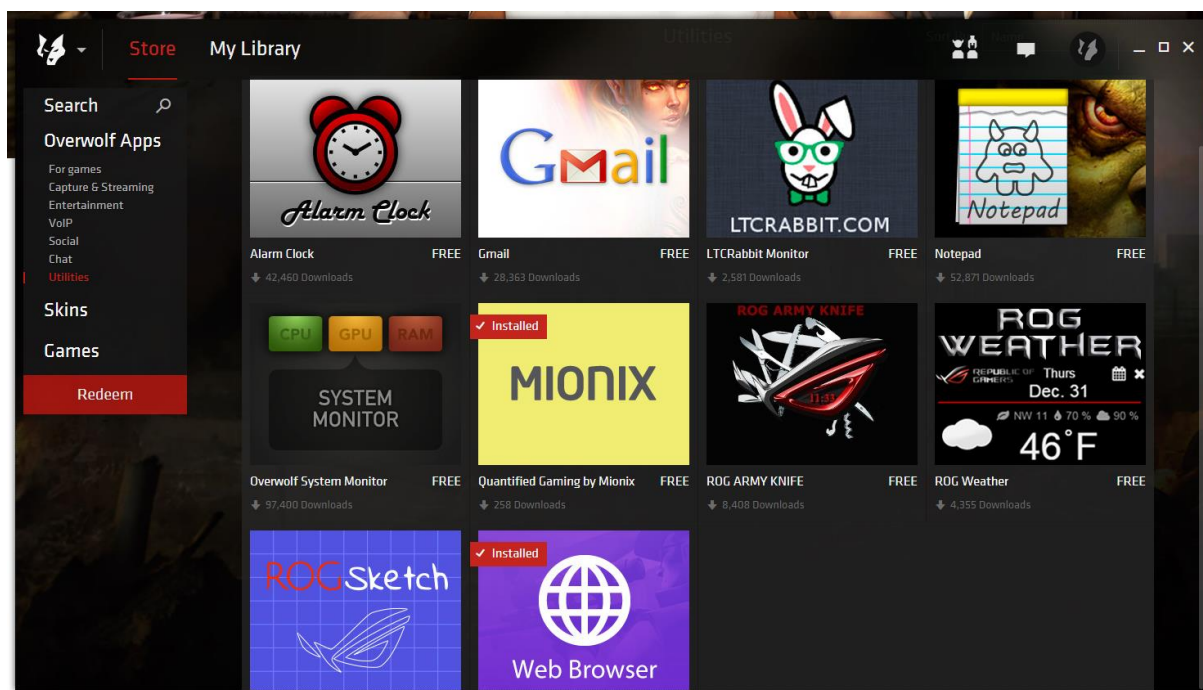 Utilities
Store
My Library
Search
Overwolf Apps
For games
Capture & Streaming
Entertainment
VoIP
Social
Chat
Utilities
Skins
Games
Redeem
Alarm Clock
Gmail
LTCRABBIT.COM
Notepad
Alarm Clock FREE
Gmail FREE
LTCRabbit Monitor FREE
Notepad FREE
42,460 Downloads
28,363 Downloads
2,581 Downloads
52,871 Downloads
CPU GPU RAM
SYSTEM
MONITOR
Installed
MIONIX
ROG ARMY KNIFE
11:33
ROG
WEATHER
REPUBLIC OF
GAMERS
Thurs
Dec. 31
NW 11 70 % 90 %
46°F
Overwolf System Monitor FREE
Quantified Gaming by Mionix FREE
ROG ARMY KNIFE FREE
ROG Weather FREE
97,400 Downloads
258 Downloads
8,408 Downloads
4,355 Downloads
ROG Sketch
Installed
Web Browser